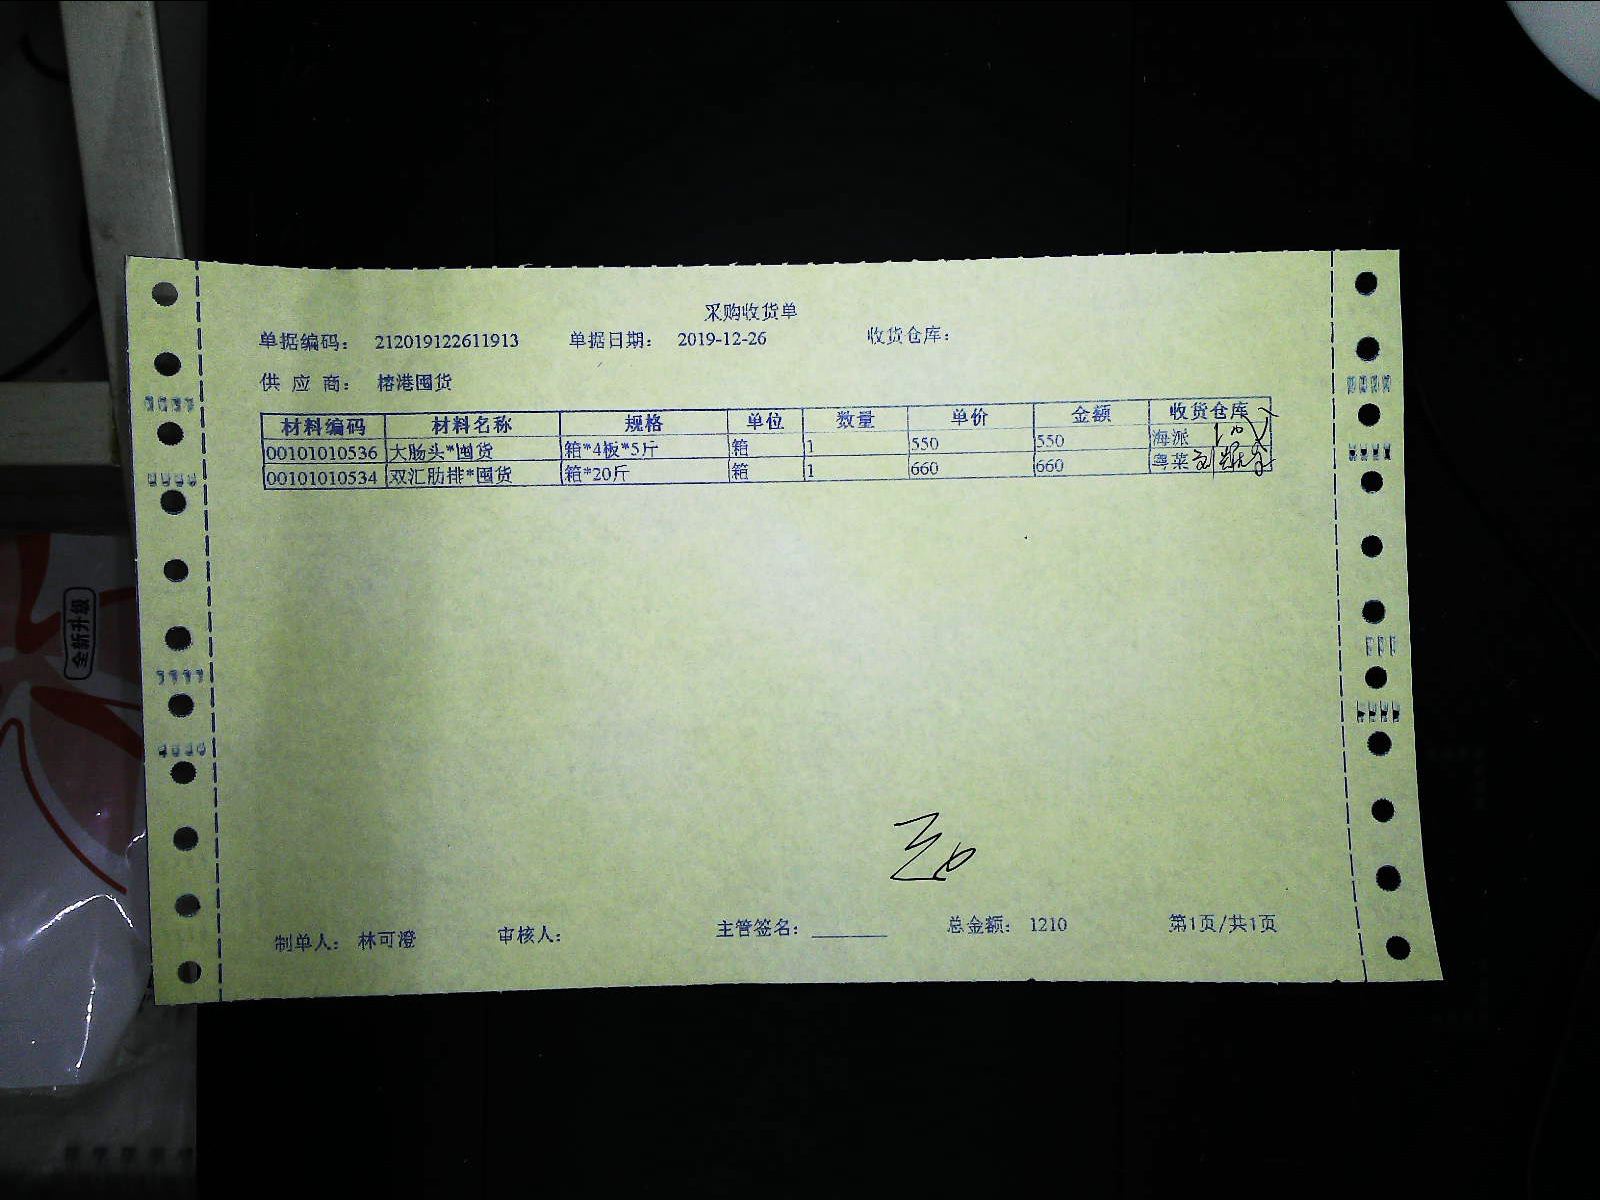 采购收货单
单据编码： 212019122611913 单据日期： 2019-12-26 收货仓库：
供 应 商： 榕港囤货
材料编码 材料名称 规格 单位 数量 单价 金额 收货仓库
00101010536 大肠头*囤货 箱*4板*5斤 箱 1 550 550 海派
00101010534 双汇肋排*囤货 箱*20斤 箱 1 660 660 粤菜
制单人： 林可澄 审核人： 主管签名： 总金额： 1210 第1页/共1页
全新升级